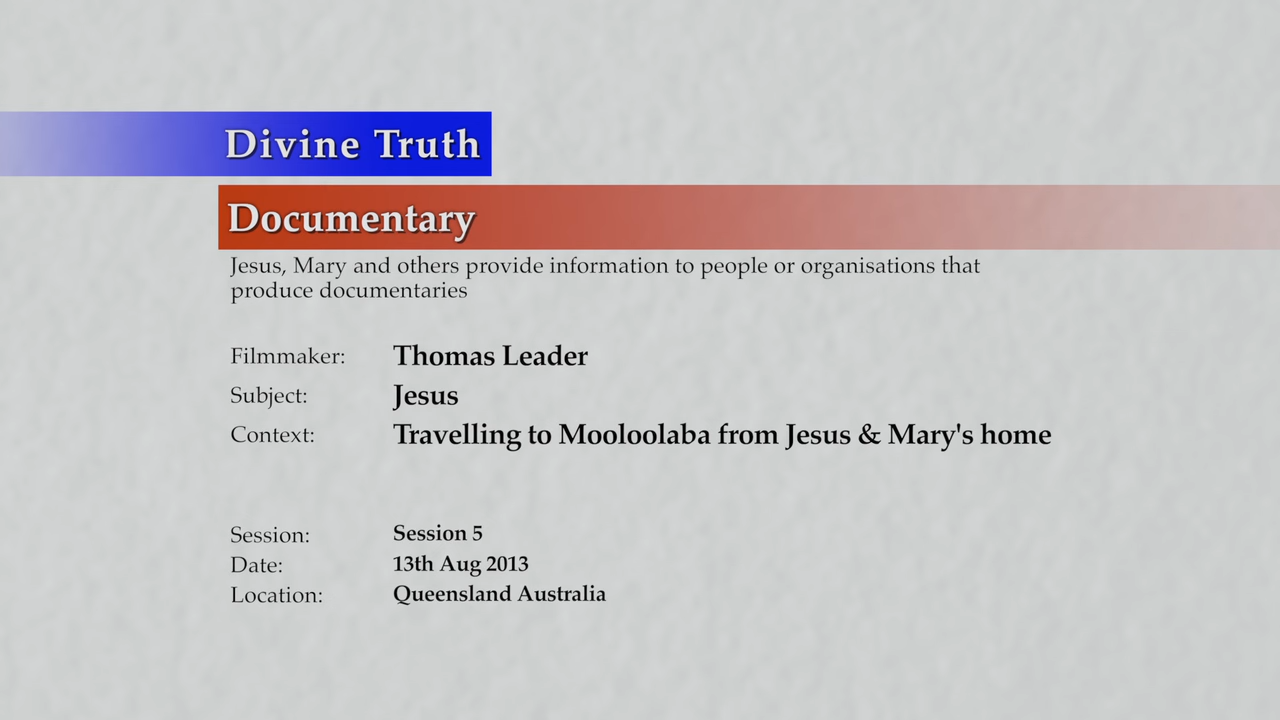 Divine Truth
Documentary
Jesus, Mary and others provide information to people or organisations that
produce documentaries
Filmmaker: Thomas Leader
Subject: Jesus
Context: Travelling to Mooloolaba from Jesus & Mary's home
Session: Session 5
Date: 13th Aug 2013
Location: Queensland Australia